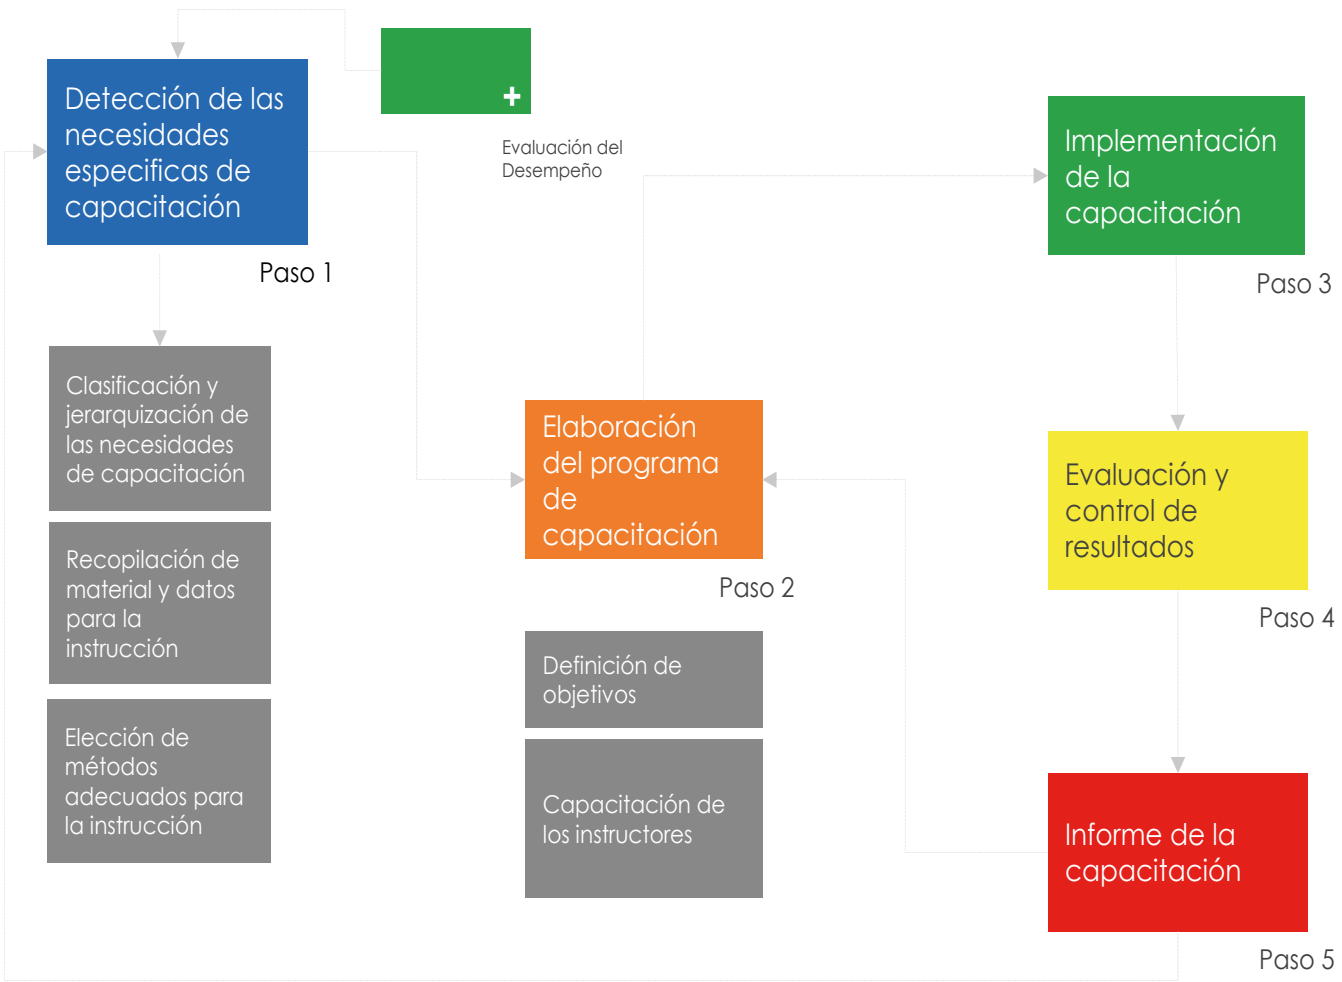 Detección de las
necesidades
especificas de
capacitación
Paso 1
Evaluación del
Desempeño
Clasificación y
jerarquización de
las necesidades
de capacitación
Recopilación de
material y datos
para la
instrucción
Elección de
métodos
adecuados para
la instrucción
Elaboración
del programa
de
capacitación
Paso 2
Definición de
objetivos
Capacitación de
los instructores
Implementación
de la
capacitación
Paso 3
Evaluación y
control de
resultados
Paso 4
Informe de la
capacitación
Paso 5